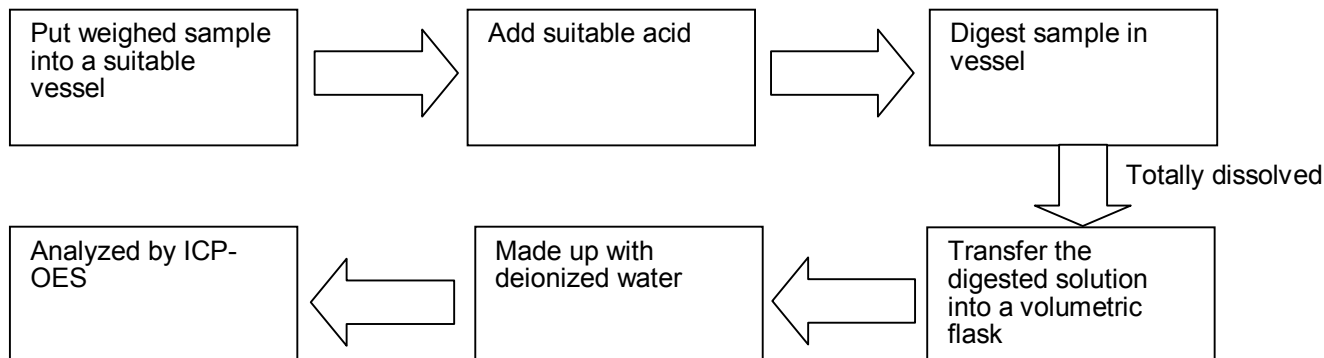 Put weighed sample
into a suitable
vessel
Add suitable acid
Digest sample in
vessel
Totally dissolved
Transfer the
digested solution
into a volumetric
flask
Made up with
deionized water
Analyzed by ICP-
OES